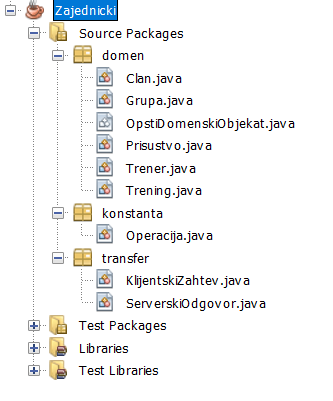 Zajednicki
Source Packages
domen
Clan.java
Grupa.java
OpstiDomenskiObjekat.java
Prisustvo.java
Trener.java
Trening.java
konstanta
Operacija.java
transfer
KlijentskiZahtev.java
ServerskiOdgovor.java
Test Packages
Libraries
Test Libraries